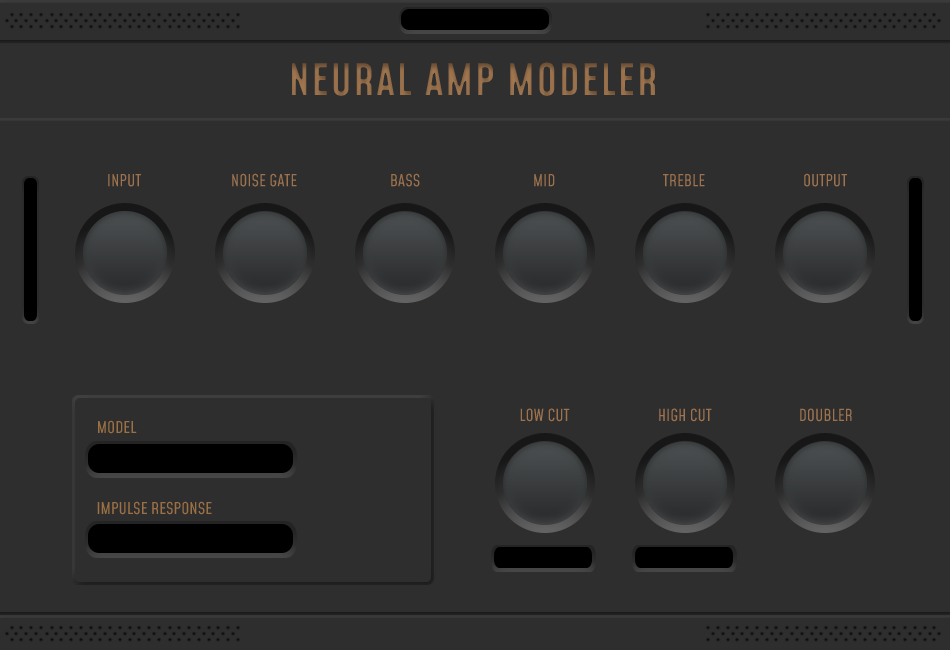 NEURAL AMP MODELER
INPUT
NOISE GATE
BASS
MID
TREBLE
OUTPUT
MODEL
IMPULSE RESPONSE
LOW CUT
HIGH CUT
DOUBLER